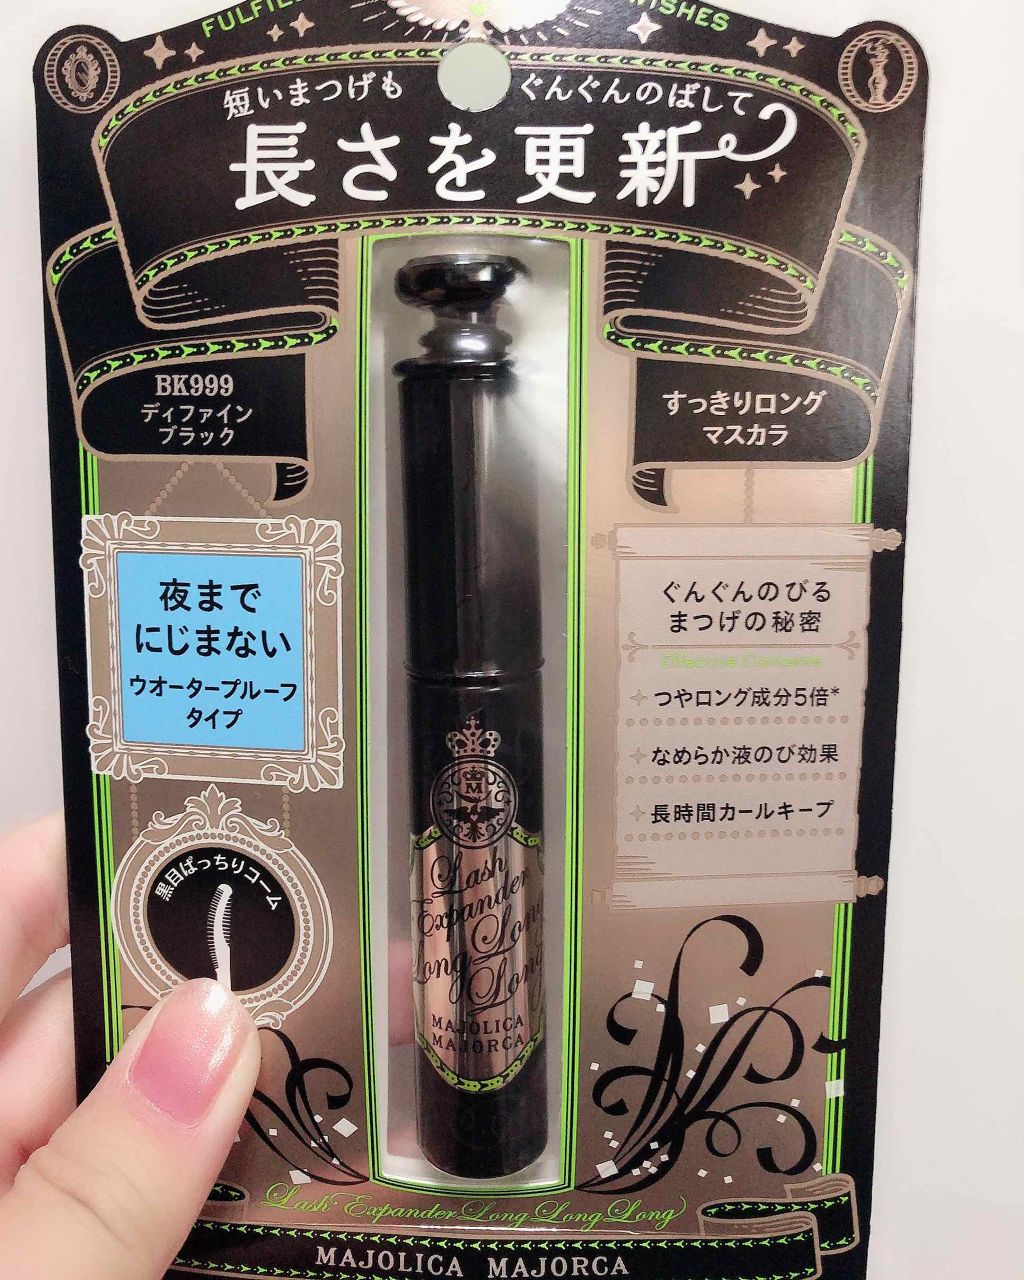 WISHES
短いまつげも ぐんぐんのばして
長さを更新
BK999
ディファイン
ブラック
すっきりロング
マスカラ
夜まで
にじまない
ウオータープルーフ
タイプ
ぐんぐんのびる
まつげの秘密
Effective Contents
つやロング成分5倍*
なめらか液のび効果
長時間カールキープ
黒目ぱっちりコーム
M
Lash
Expander
Long Long
Long
MAJOLICA
MAJORCA
Lash Expander Long Long Long
MAJOLICA MAJORCA